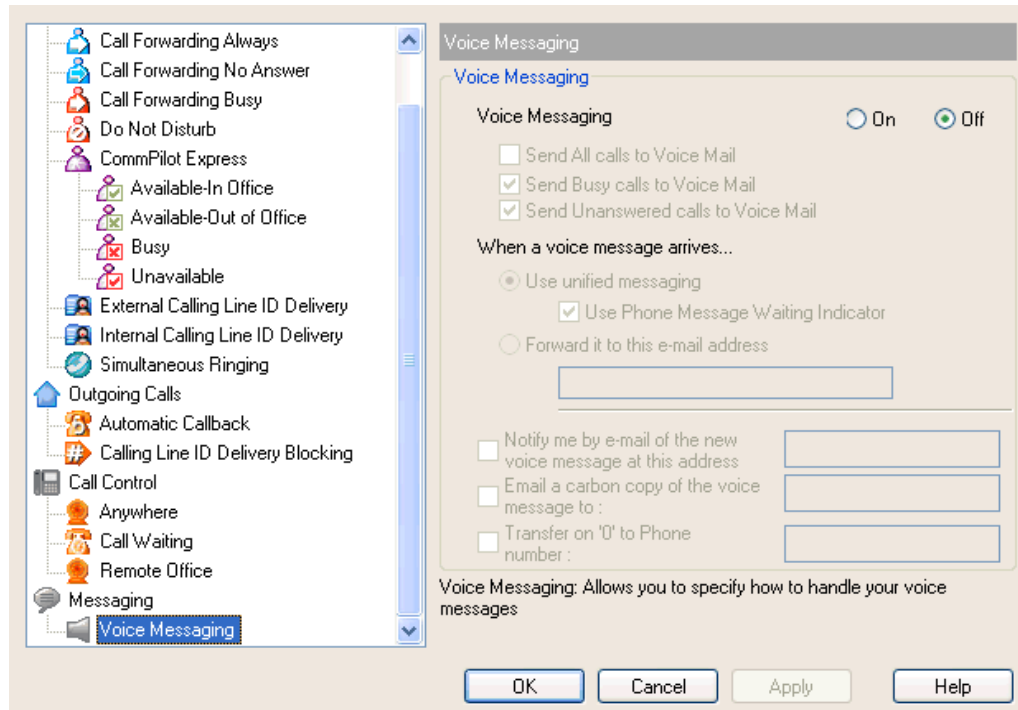 Call Forwarding Always
Call Forwarding No Answer
Call Forwarding Busy
Do Not Disturb
CommPilot Express
Available-In Office
Available-Out of Office
Busy
Unavailable
External Calling Line ID Delivery
Internal Calling Line ID Delivery
Simultaneous Ringing
Outgoing Calls
Automatic Callback
Calling Line ID Delivery Blocking
Call Control
Anywhere
Call Waiting
Remote Office
Messaging
Voice Messaging
Voice Messaging
Voice Messaging
Voice Messaging On Off
Send All calls to Voice Mail
Send Busy calls to Voice Mail
Send Unanswered calls to Voice Mail
When a voice message arrives...
Use unified messaging
Use Phone Message Waiting Indicator
Forward it to this e-mail address
Notify me by e-mail of the new
voice message at this address
Email a carbon copy of the voice
message to :
Transfer on '0' to Phone
number :
Voice Messaging: Allows you to specify how to handle your voice
messages
OK Cancel Apply Help